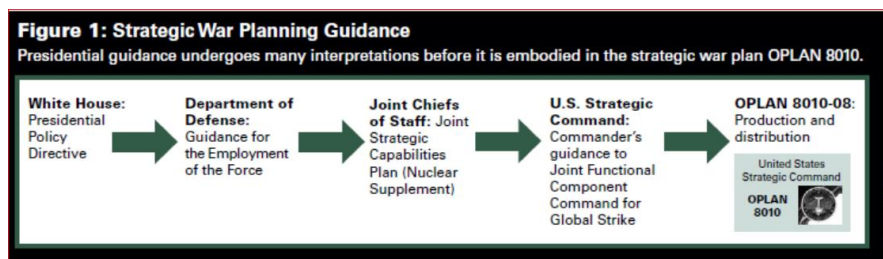 Figure 1: Strategic War Planning Guidance
Presidential guidance undergoes many interpretations before it is embodied in the strategic war plan OPLAN 8010.
White House:
Presidential
Policy
Directive
Department of
Defense:
Guidance for
the Employment
of the Force
Joint Chiefs
of Staff: Joint
Strategic
Capabilities
Plan (Nuclear
Supplement)
U.S. Strategic
Command:
Commander's
guidance to
Joint Functional
Component
Command for
Global Strike
OPLAN 8010-08:
Production and
distribution
United States
Strategic Command
OPLAN
8010